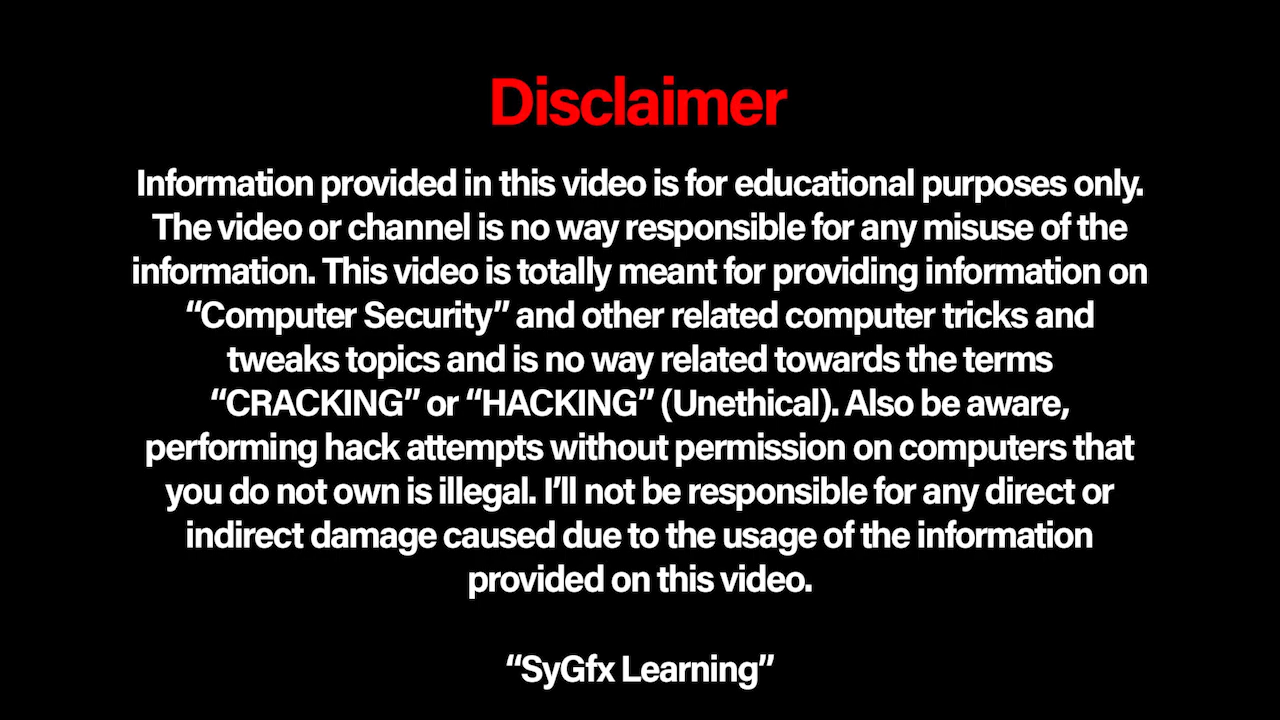 Disclaimer
Information provided in this video is for educational purposes only.
The video or channel is no way responsible for any misuse of the
information. This video is totally meant for providing information on
“Computer Security” and other related computer tricks and
tweaks topics and is no way related towards the terms
“CRACKING” or “HACKING” (Unethical). Also be aware,
performing hack attempts without permission on computers that
you do not own is illegal. I’ll not be responsible for any direct or
indirect damage caused due to the usage of the information
provided on this video.
“SyGfx Learning”